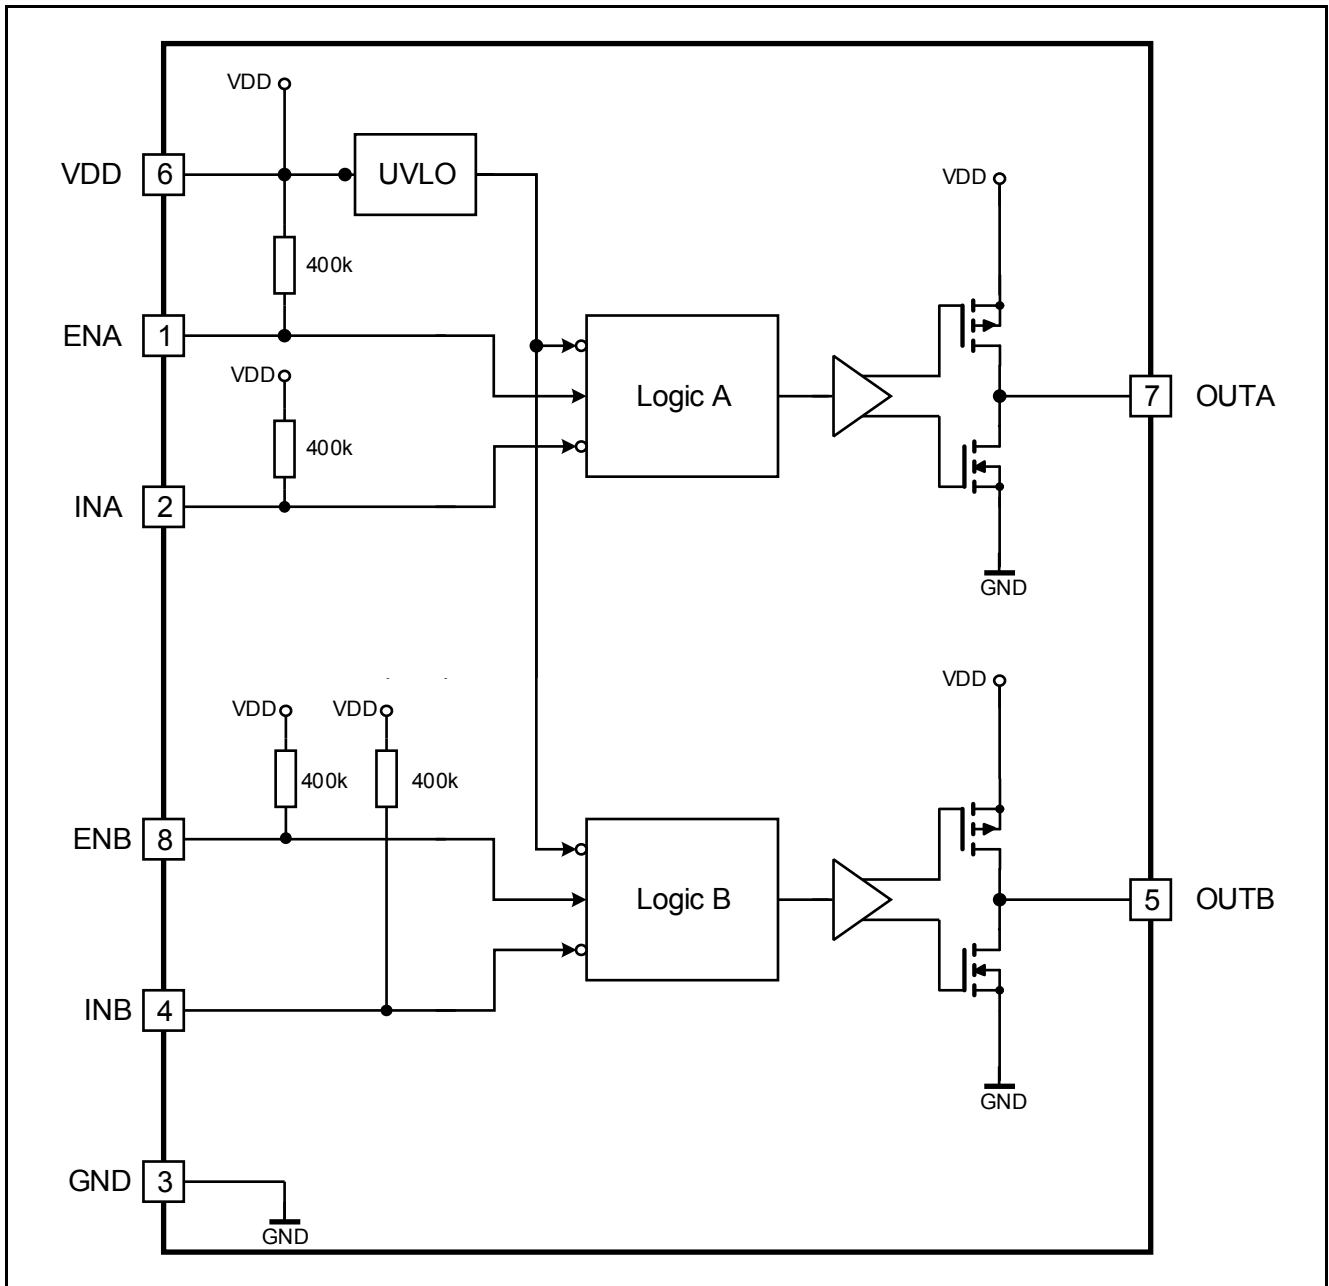 VDD
VDD 6 UVLO
VDD
400k
ENA 1
VDD
Logic A
7 OUTA
400k
INA 2
GND
VDD
VDD VDD
400k 400k
ENB 8
Logic B
5 OUTB
INB 4
GND
GND 3
GND